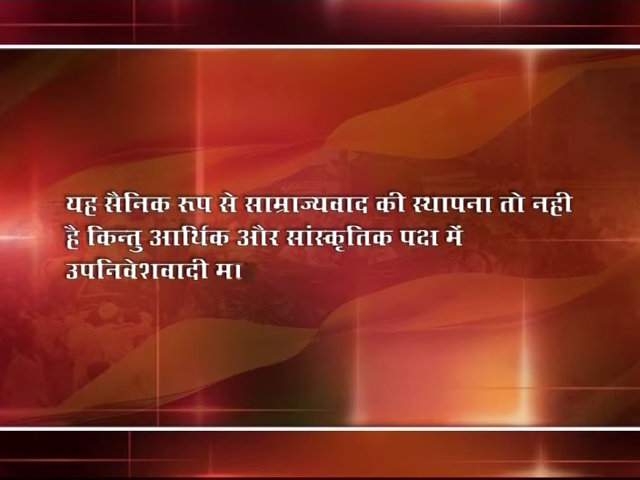 यह सैनिक रूप से साम्राज्यवाद की स्थापना तो नही
है किन्तु आर्थिक और सांस्कृतिक पक्ष में
उपनिवेशवादी मा